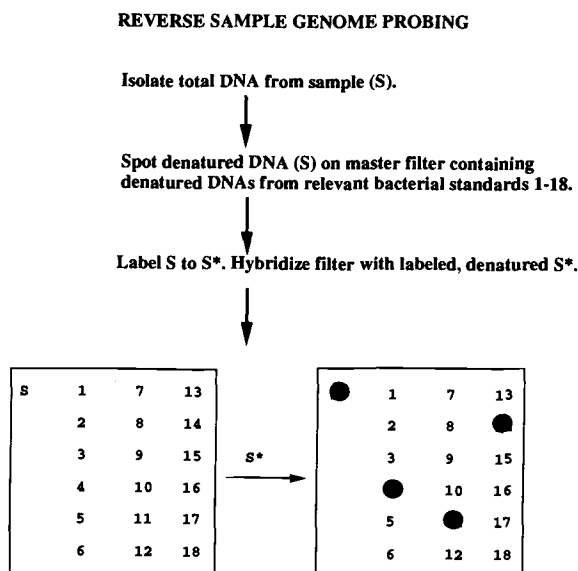 REVERSE SAMPLE GENOME PROBING
Isolate total DNA from sample (S).
Spot denatured DNA (S) on master filter containing
denatured DNAs from relevant bacterial standards 1-18.
Label S to S*. Hybridize filter with labeled, denatured S*.
S 1 7 13
2 8 14
3 9 15
4 10 16
5 11 17
6 12 18
S*
1 7 13
2 8
3 9 15
10 16
5 17
6 12 18